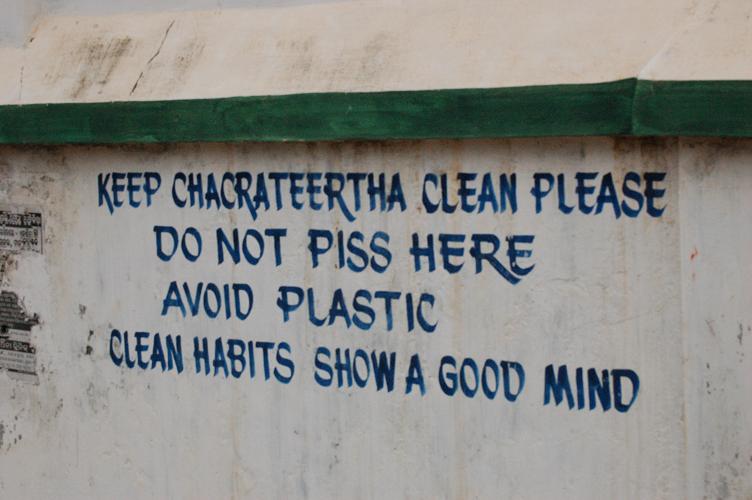 KEEP CHACRATEERTHA CLEAN PLEASE
DO NOT PISS HERE
AVOID PLASTIC
CLEAN HABITS SHOW A GOOD MIND